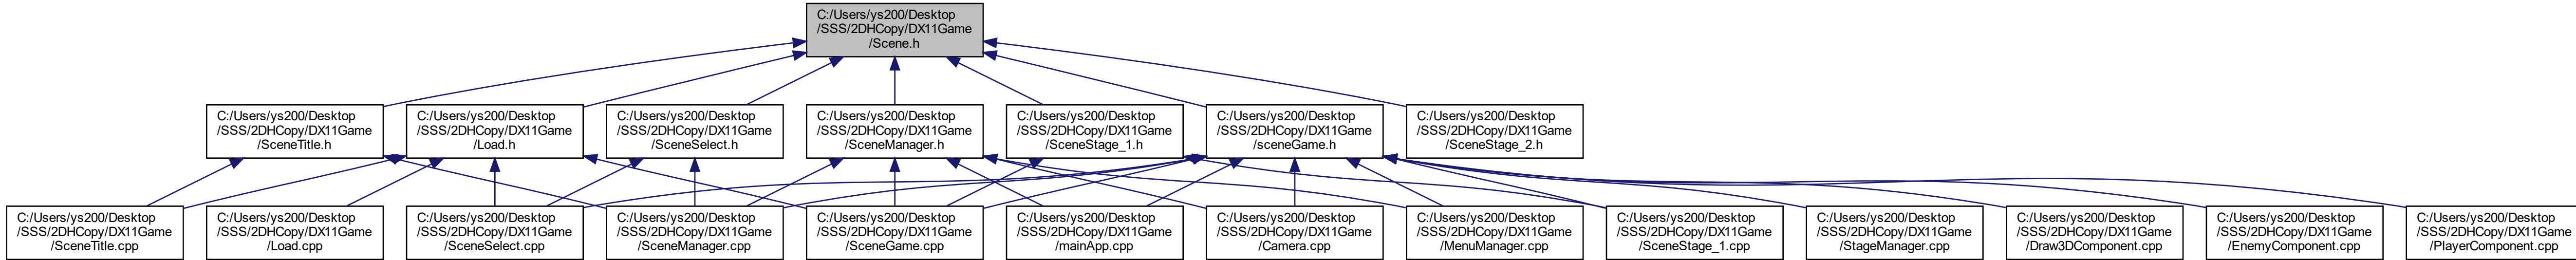 C:/Users/ys200/Desktop
/SSS/2DHCopy/DX11Game
/Scene.h
C:/Users/ys200/Desktop
/SSS/2DHCopy/DX11Game
/SceneTitle.h
C:/Users/ys200/Desktop
/SSS/2DHCopy/DX11Game
/Load.h
C:/Users/ys200/Desktop
/SSS/2DHCopy/DX11Game
/SceneSelect.h
C:/Users/ys200/Desktop
/SSS/2DHCopy/DX11Game
/SceneManager.h
C:/Users/ys200/Desktop
/SSS/2DHCopy/DX11Game
/SceneStage_1.h
C:/Users/ys200/Desktop
/SSS/2DHCopy/DX11Game
/sceneGame.h
C:/Users/ys200/Desktop
/SSS/2DHCopy/DX11Game
/SceneStage_2.h
C:/Users/ys200/Desktop
/SSS/2DHCopy/DX11Game
/SceneTitle.cpp
C:/Users/ys200/Desktop
/SSS/2DHCopy/DX11Game
/Load.cpp
C:/Users/ys200/Desktop
/SSS/2DHCopy/DX11Game
/SceneSelect.cpp
C:/Users/ys200/Desktop
/SSS/2DHCopy/DX11Game
/SceneManager.cpp
C:/Users/ys200/Desktop
/SSS/2DHCopy/DX11Game
/SceneGame.cpp
C:/Users/ys200/Desktop
/SSS/2DHCopy/DX11Game
/mainApp.cpp
C:/Users/ys200/Desktop
/SSS/2DHCopy/DX11Game
/Camera.cpp
C:/Users/ys200/Desktop
/SSS/2DHCopy/DX11Game
/MenuManager.cpp
C:/Users/ys200/Desktop
/SSS/2DHCopy/DX11Game
/SceneStage_1.cpp
C:/Users/ys200/Desktop
/SSS/2DHCopy/DX11Game
/StageManager.cpp
C:/Users/ys200/Desktop
/SSS/2DHCopy/DX11Game
/Draw3DComponent.cpp
C:/Users/ys200/Desktop
/SSS/2DHCopy/DX11Game
/EnemyComponent.cpp
C:/Users/ys200/Desktop
/SSS/2DHCopy/DX11Game
/PlayerComponent.cpp